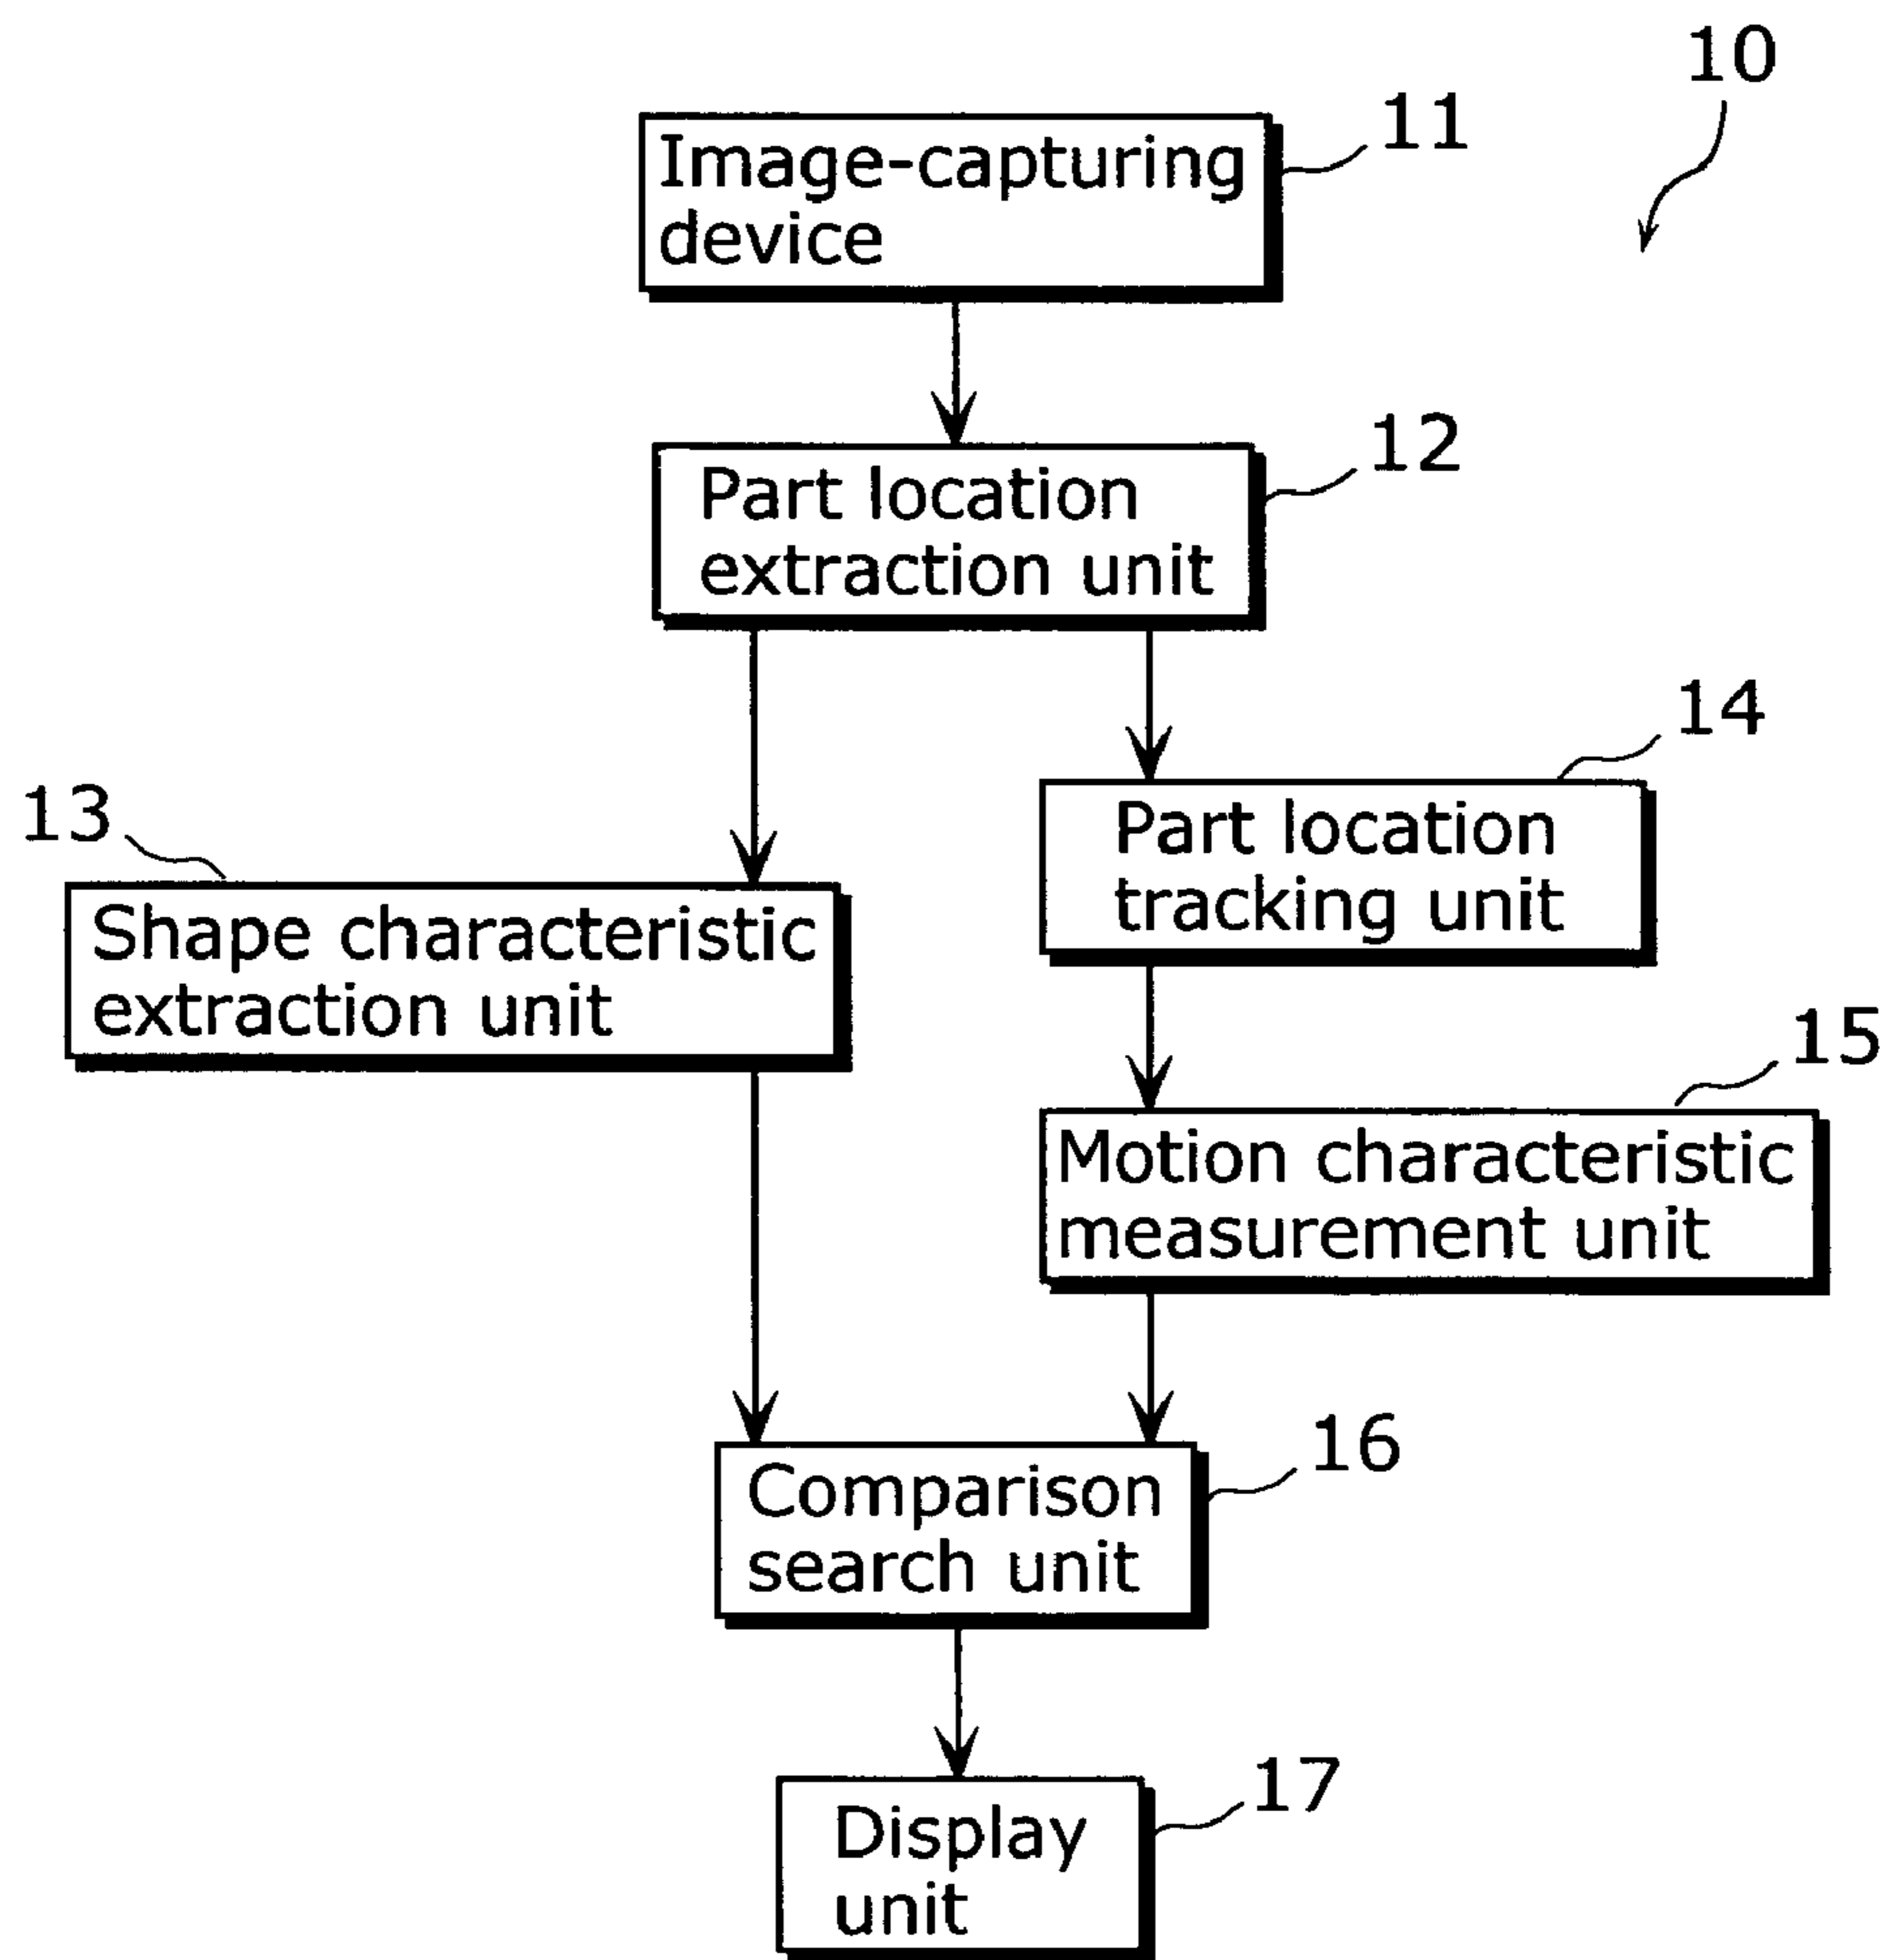 10
11
Image-capturing
device
12
Part location
extraction unit
14
Part location
tracking unit
13
Shape characteristic
extraction unit
15
Motion characteristic
measurement unit
16
Comparison
search unit
17
Display
unit